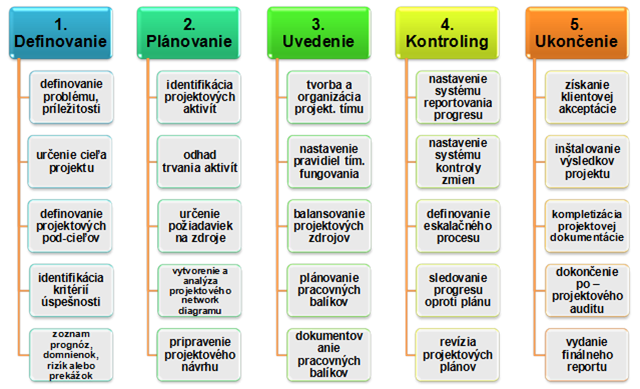 1.
Definovanie
definovanie
problému,
príležitosti
určenie cieľa
projektu
definovanie
projektových
pod-cieľov
identifikácia
kritérií
úspešnosti
zoznam
prognóz,
domnienok,
rizík alebo
prekážok
2.
Plánovanie
identifikácia
projektových
aktivít
odhad
trvania aktivít
určenie
požiadaviek
na zdroje
vytvorenie a
analýza
projektového
network
diagramu
pripravenie
projektového
návrhu
3.
Uvedenie
tvorba a
organizácia
projekt. tímu
nastavenie
pravidiel tím.
fungovania
balansovanie
projektových
zdrojov
plánovanie
pracovných
balíkov
dokumentov
anie
pracovných
balíkov
4.
Kontroling
nastavenie
systému
reportovania
progresu
nastavenie
systému
kontroly
zmien
definovanie
eskalačného
procesu
sledovanie
progresu
oproti plánu
revízia
projektových
plánov
5.
Ukončenie
získanie
klientovej
akceptácie
inštalovanie
výsledkov
projektu
kompletizácia
projektovej
dokumentácie
dokončenie
po –
projektového
auditu
vydanie
finálneho
reportu